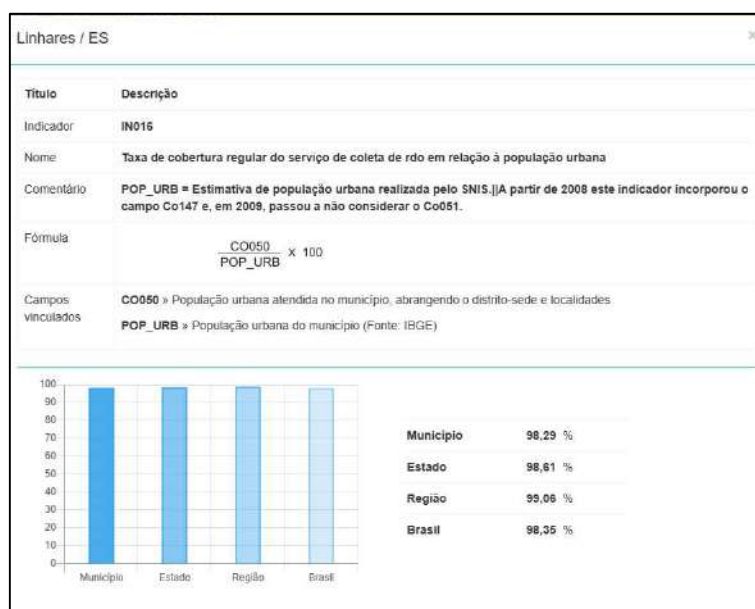 Linhares / ES
×
Título Descrição
Indicador IN016
Nome Taxa de cobertura regular do serviço de coleta de rdo em relação à população urbana
Comentário POP_URB = Estimativa de população urbana realizada pelo SNIS.||A partir de 2008 este indicador incorporou o
campo Co147 e, em 2009, passou a não considerar o Co051.
Fórmula
CO050
POP_URB X 100
Campos CO050 » População urbana atendida no município, abrangendo o distrito-sede e localidades
vinculados
POP_URB » População urbana do município (Fonte: IBGE)
100
90
80
70
60
50
40
30
20
10
0
Município Estado Região Brasil
Município 98,29 %
Estado 98,61 %
Região 99,06 %
Brasil 98,35 %